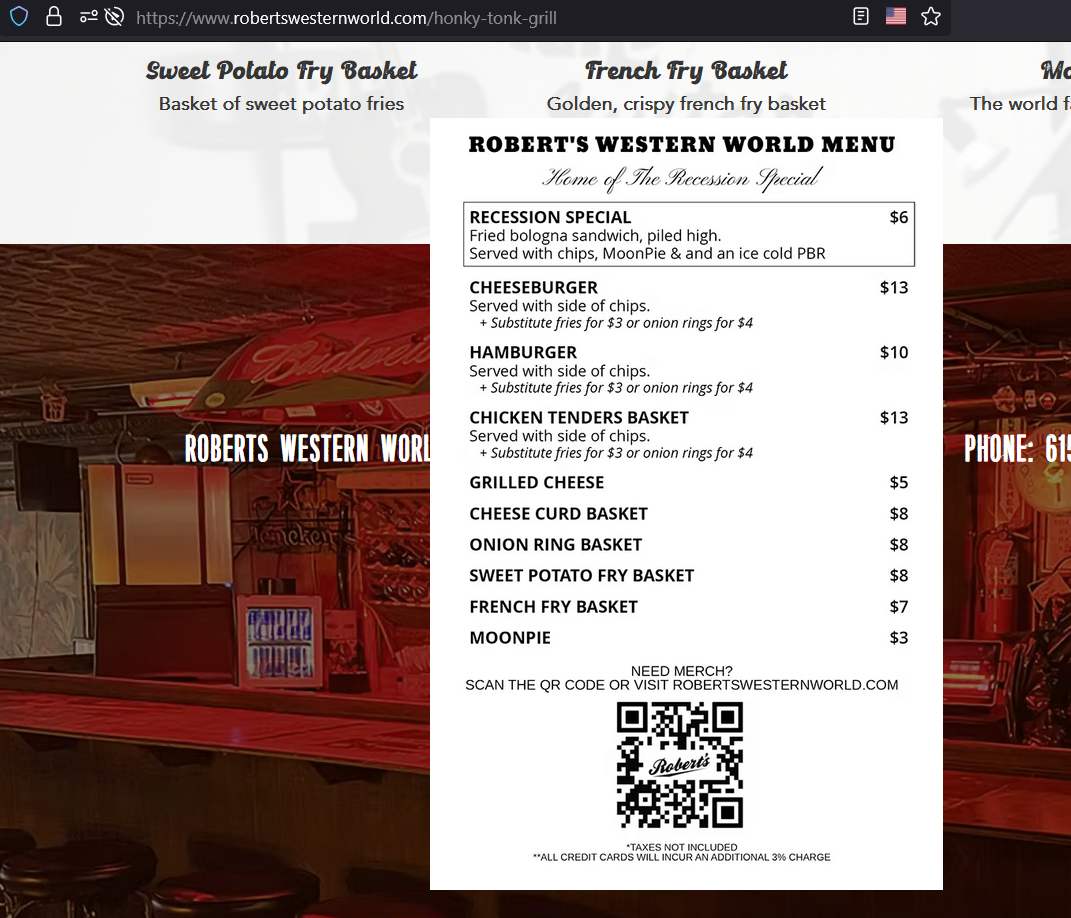 https://www.robertswesternworld.com/honky-tonk-grill
Sweet Potato Fry Basket
Basket of sweet potato fries
French Fry Basket
Golden, crispy french fry basket
The world
ROBERT'S WESTERN WORLD MENU
Home of The Recession Special
RECESSION SPECIAL $6
Fried bologna sandwich, piled high.
Served with chips, MoonPie & and an ice cold PBR
CHEESEBURGER $13
Served with side of chips.
+ Substitute fries for $3 or onion rings for $4
HAMBURGER $10
Served with side of chips.
+ Substitute fries for $3 or onion rings for $4
CHICKEN TENDERS BASKET $13
Served with side of chips.
+ Substitute fries for $3 or onion rings for $4
GRILLED CHEESE $5
CHEESE CURD BASKET $8
ONION RING BASKET $8
SWEET POTATO FRY BASKET $8
FRENCH FRY BASKET $7
MOONPIE $3
NEED MERCH?
SCAN THE QR CODE OR VISIT ROBERTSWESTERNWORLD.COM
Robert's
*TAXES NOT INCLUDED
**ALL CREDIT CARDS WILL INCUR AN ADDITIONAL 3% CHARGE
Budweis
Heineken
ROBERTS WESTERN WORL
PHONE: 615